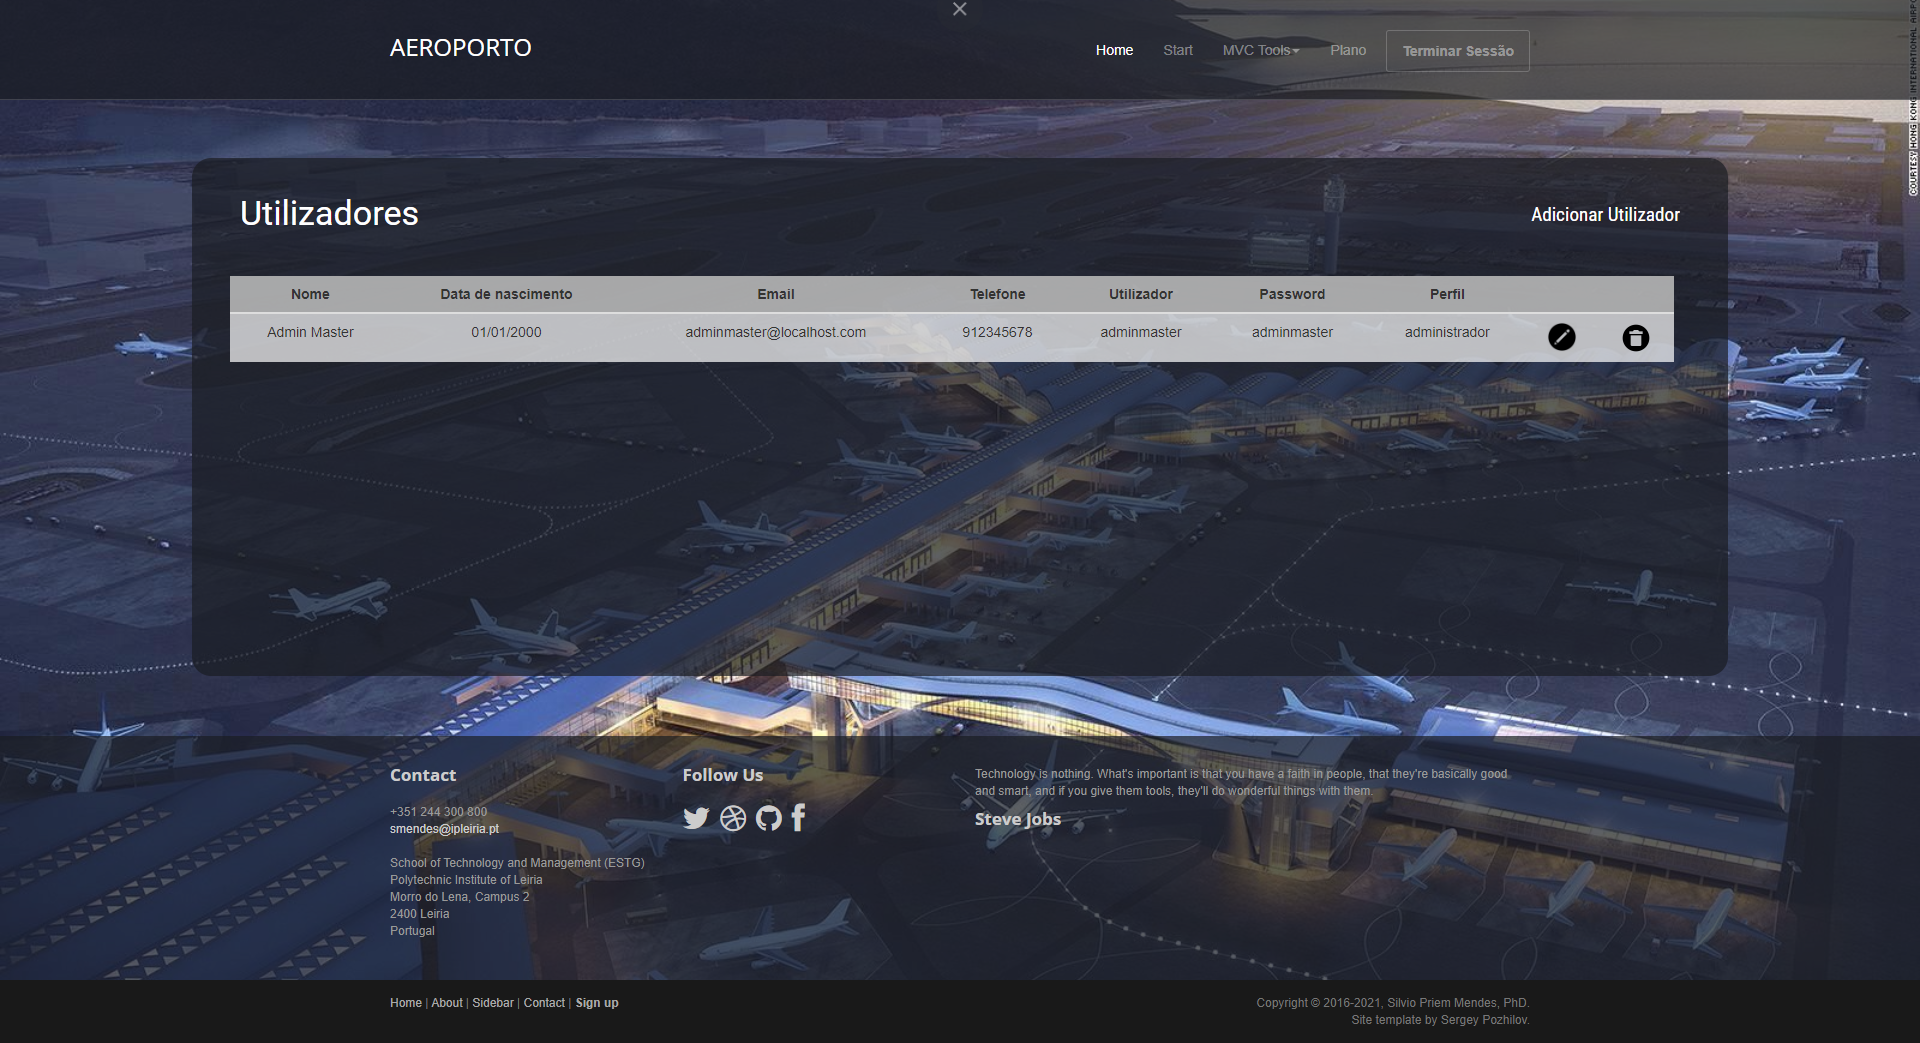 ×
AEROPORTO
Home
Start
MVC Tools
Plano
Terminar Sessão
COURTESY HONG KONG INTERNATIONAL
Utilizadores
Adicionar Utilizador
Nome Data de nascimento Email Telefone Utilizador Password Perfil
Admin Master 01/01/2000 adminmaster@localhost.com 912345678 adminmaster adminmaster administrador
Contact
+351 244 300 800
smendes@ipleiria.pt
School of Technology and Management (ESTG)
Polytechnic Institute of Leiria
Morro do Lena, Campus 2
2400 Leiria
Portugal
Follow Us
Technology is nothing. What's important is that you have a faith in people, that they're basically good
and smart, and if you give them tools, they'll do wonderful things with them.
Steve Jobs
Home | About | Sidebar | Contact | Sign up
Copyright © 2016-2021, Silvio Priem Mendes, PhD.
Site template by Sergey Pozhilov.